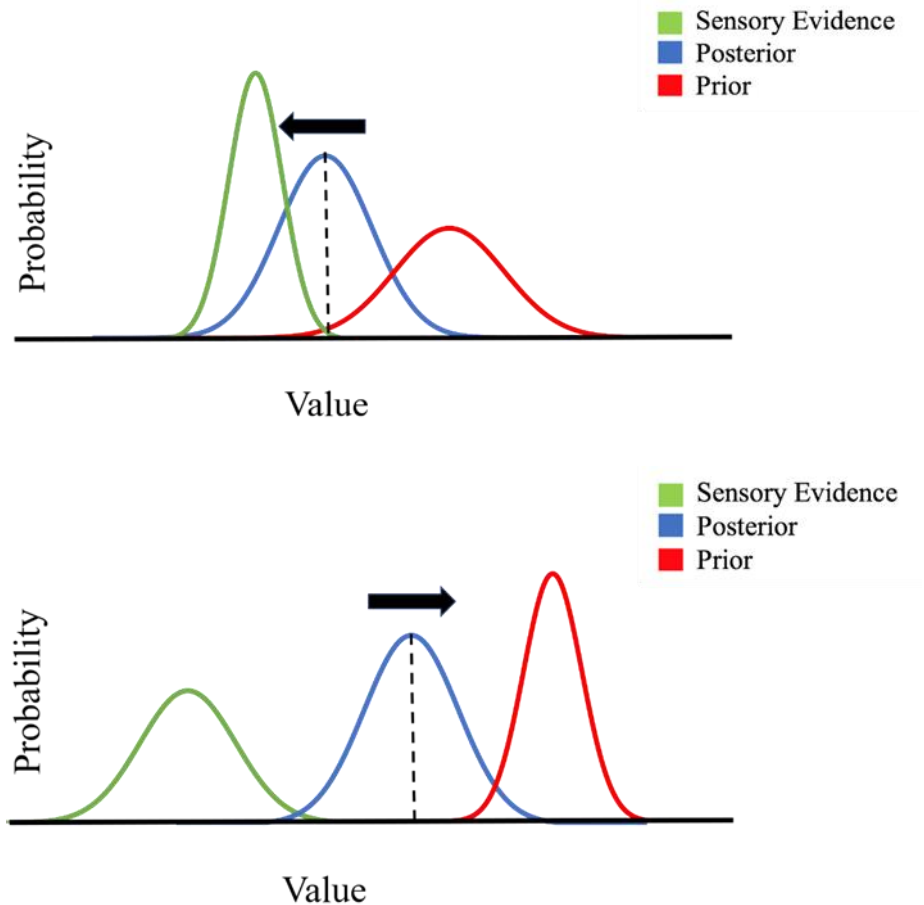 Sensory Evidence
Posterior
Prior
Probability
Value
Sensory Evidence
Posterior
Prior
Probability
Value